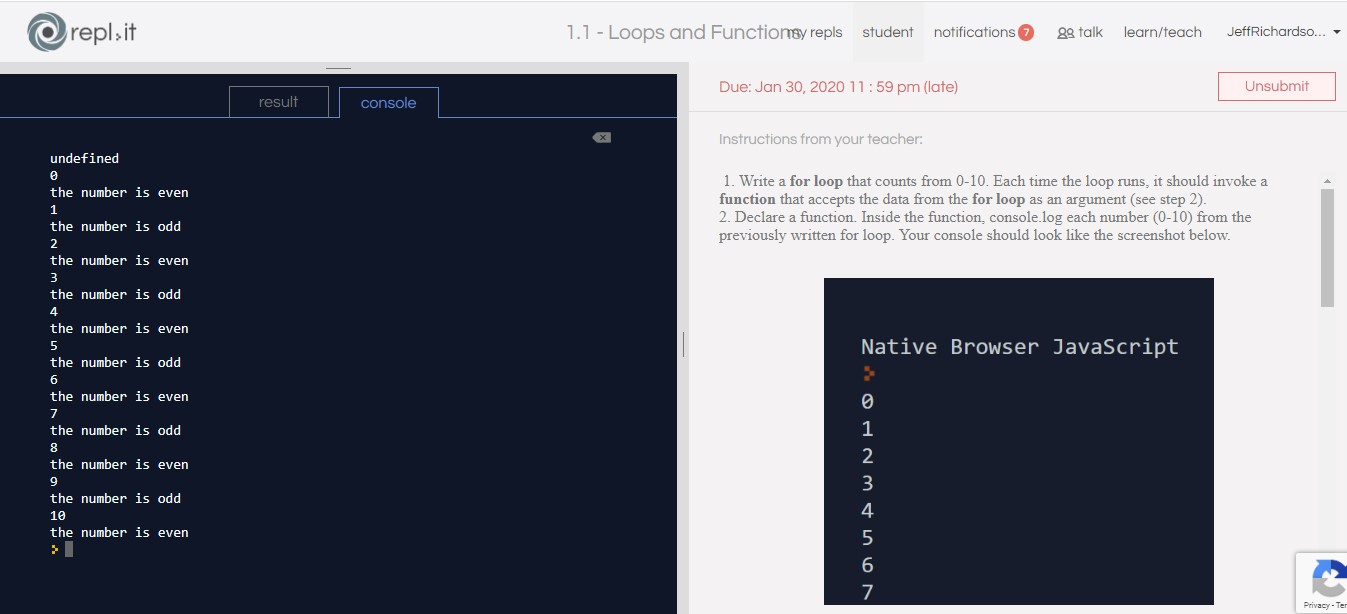 repl.it
1.1 - Loops and Functions
my repls
student
notifications 7
talk
learn/teach
JeffRichardso...
result
console
undefined
0
the number is even
1
the number is odd
2
the number is even
3
the number is odd
4
the number is even
5
the number is odd
6
the number is even
7
the number is odd
8
the number is even
9
the number is odd
10
the number is even
Due: Jan 30, 2020 11 : 59 pm (late)
Unsubmit
Instructions from your teacher:
1. Write a for loop that counts from 0-10. Each time the loop runs, it should invoke a
function that accepts the data from the for loop as an argument (see step 2).
2. Declare a function. Inside the function, console.log each number (0-10) from the
previously written for loop. Your console should look like the screenshot below.
Native Browser JavaScript
0
1
2
3
4
5
6
7
Privacy - Ter